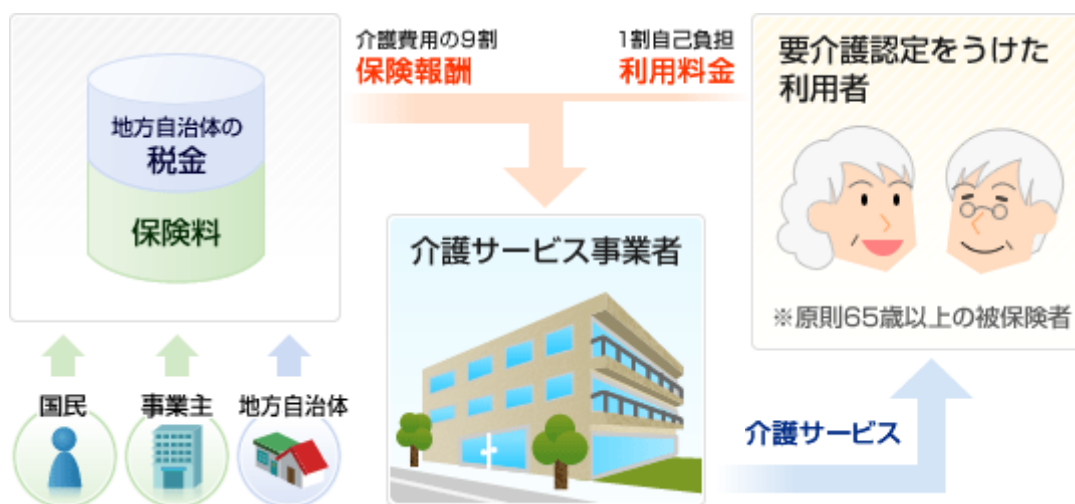 介護費用の9割
保険報酬
1割自己負担
利用料金
要介護認定をうけた
利用者
地方自治体の
税金
保険料
介護サービス事業者
※原則65歳以上の被保険者
国民
事業主
地方自治体
介護サービス